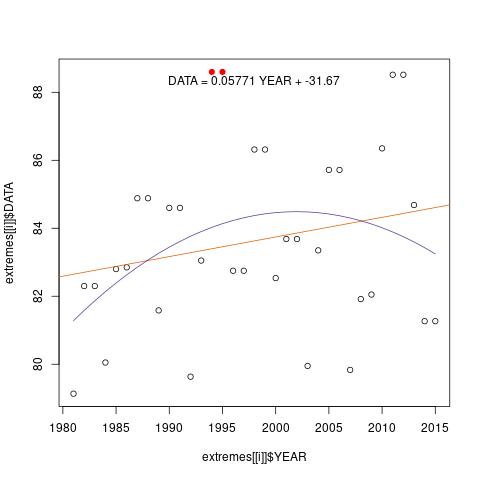 DATA = 0.05771 YEAR + -31.67
88
86
84
82
80
extremes[[i]]$DATA
1980 1985 1990 1995 2000 2005 2010 2015
extremes[[i]]$YEAR